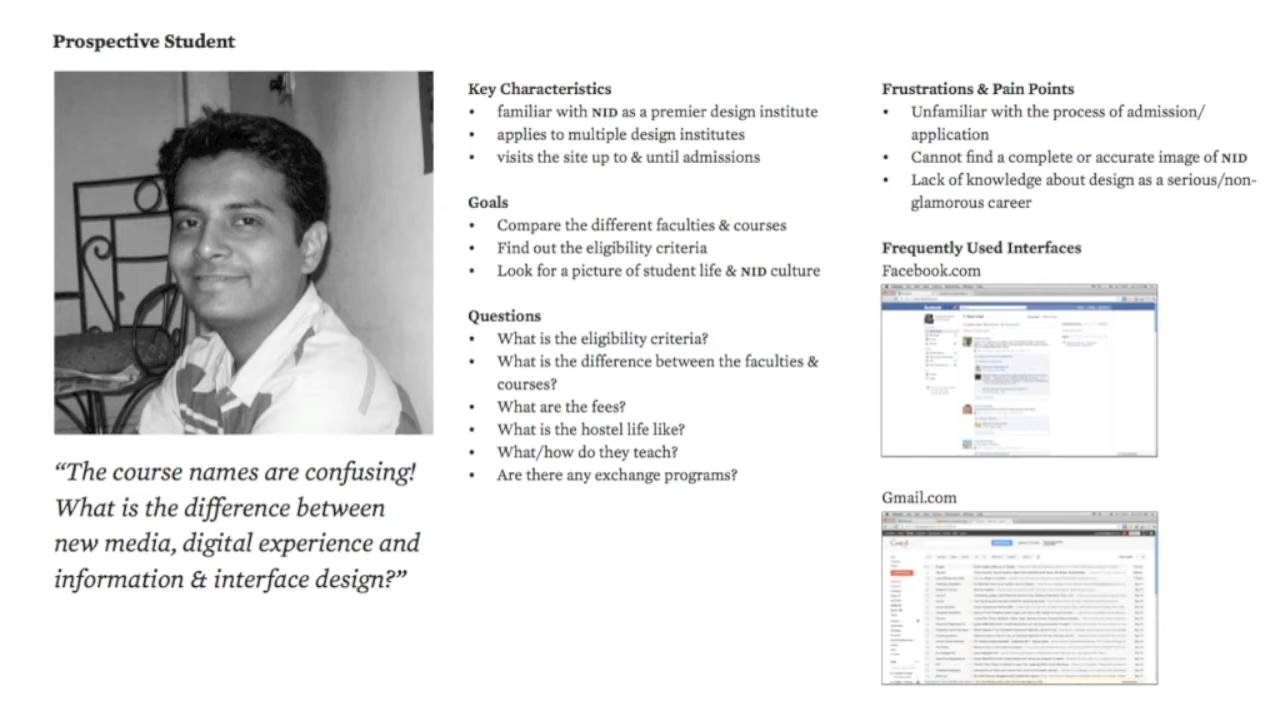 Prospective Student
“The course names are confusing!
What is the difference between
new media, digital experience and
information & interface design?”
Key Characteristics
• familiar with NID as a premier design institute
• applies to multiple design institutes
• visits the site up to & until admissions
Goals
• Compare the different faculties & courses
• Find out the eligibility criteria
• Look for a picture of student life & NID culture
Questions
• What is the eligibility criteria?
• What is the difference between the faculties &
courses?
• What are the fees?
• What is the hostel life like?
• What/how do they teach?
• Are there any exchange programs?
Frustrations & Pain Points
• Unfamiliar with the process of admission/
application
• Cannot find a complete or accurate image of NID
• Lack of knowledge about design as a serious/non-
glamorous career
Frequently Used Interfaces
Facebook.com
Gmail.com